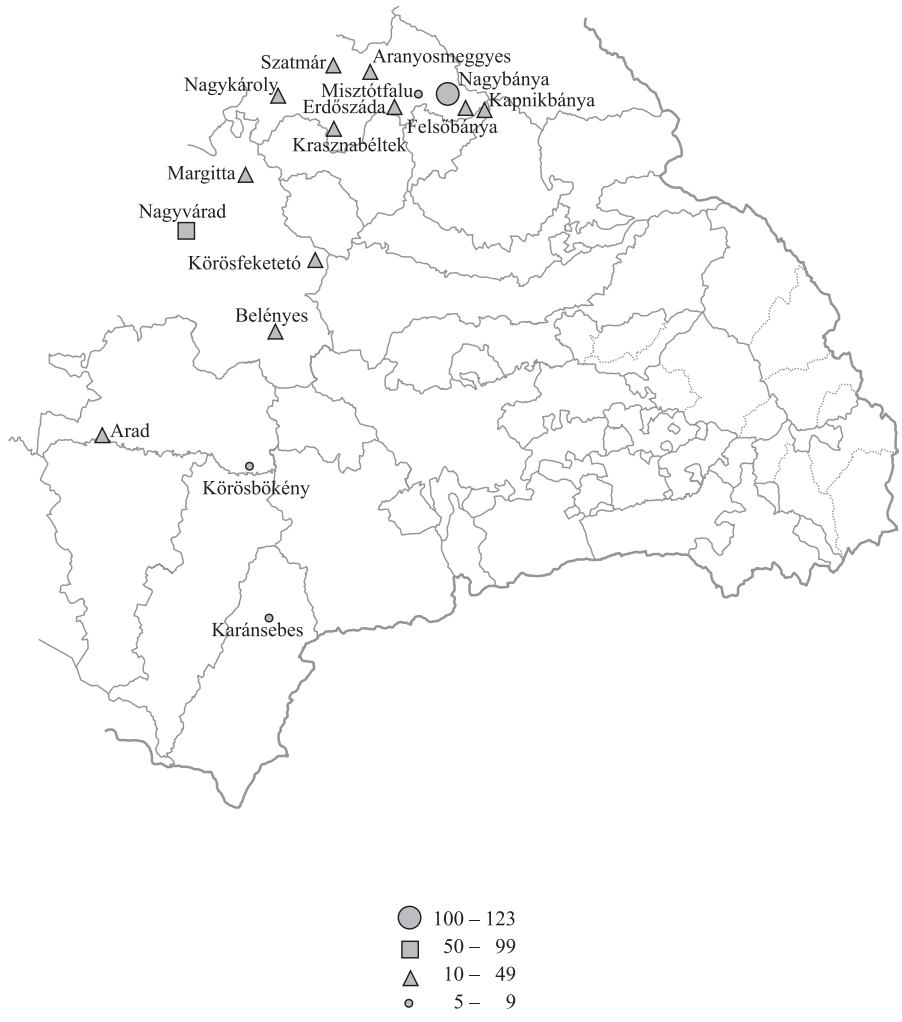 Szatmár
Aranyosmeggyes
Nagykároly
Misztótfalu
Nagybánya
Erdőszáda
Kapnikbánya
Felsőbánya
Krasznabéltek
Margitta
Nagyvárad
Körösfeketetó
Belényes
Arad
Körösbökény
Karánsebes
100 – 123
50 – 99
10 – 49
5 – 9